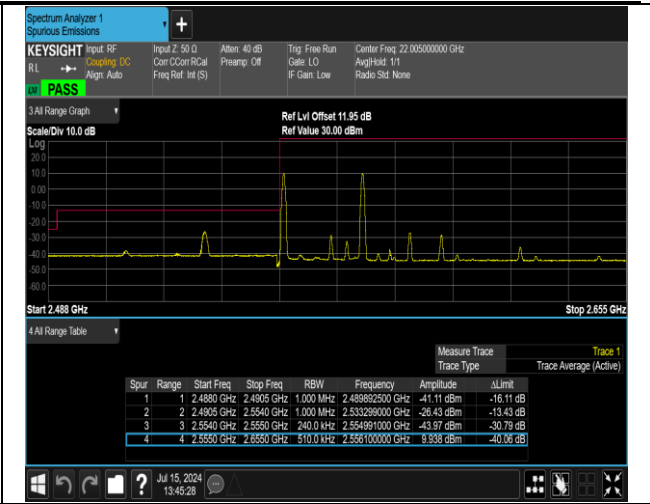 Spectrum Analyzer 1
Spurious Emissions
+
KEYSIGHT Input: RF Input Z: 50 Ω Atten: 40 dB Trig: Free Run Center Freq: 22.005000000 GHz
RL Coupling: DC Corr CCorr RCal Preamp: Off Gate: LO Avg|Hold: 1/1
Align: Auto Freq Ref: Int (S) IF Gain: Low Radio Std: None
PASS
3 All Range Graph
Ref Lvl Offset 11.95 dB
Scale/Div 10.0 dB Ref Value 30.00 dBm
Log
20.0
10.0
0.00
-10.0
-20.0
-30.0
-40.0
-50.0
-60.0
Start 2.488 GHz Stop 2.655 GHz
4 All Range Table
Measure Trace Trace 1
Trace Type Trace Average (Active)
Spur Range Start Freq Stop Freq RBW Frequency Amplitude ΔLimit
1 1 2.4880 GHz 2.4905 GHz 1.000 MHz 2.489892500 GHz -41.11 dBm -16.11 dB
2 2 2.4905 GHz 2.5540 GHz 1.000 MHz 2.533299000 GHz -26.43 dBm -13.43 dB
3 3 2.5540 GHz 2.5550 GHz 240.0 kHz 2.554991000 GHz -43.97 dBm -30.79 dB
4 4 2.5550 GHz 2.6550 GHz 510.0 kHz 2.556100000 GHz 9.938 dBm -40.06 dB
? Jul 15, 2024
13:45:28